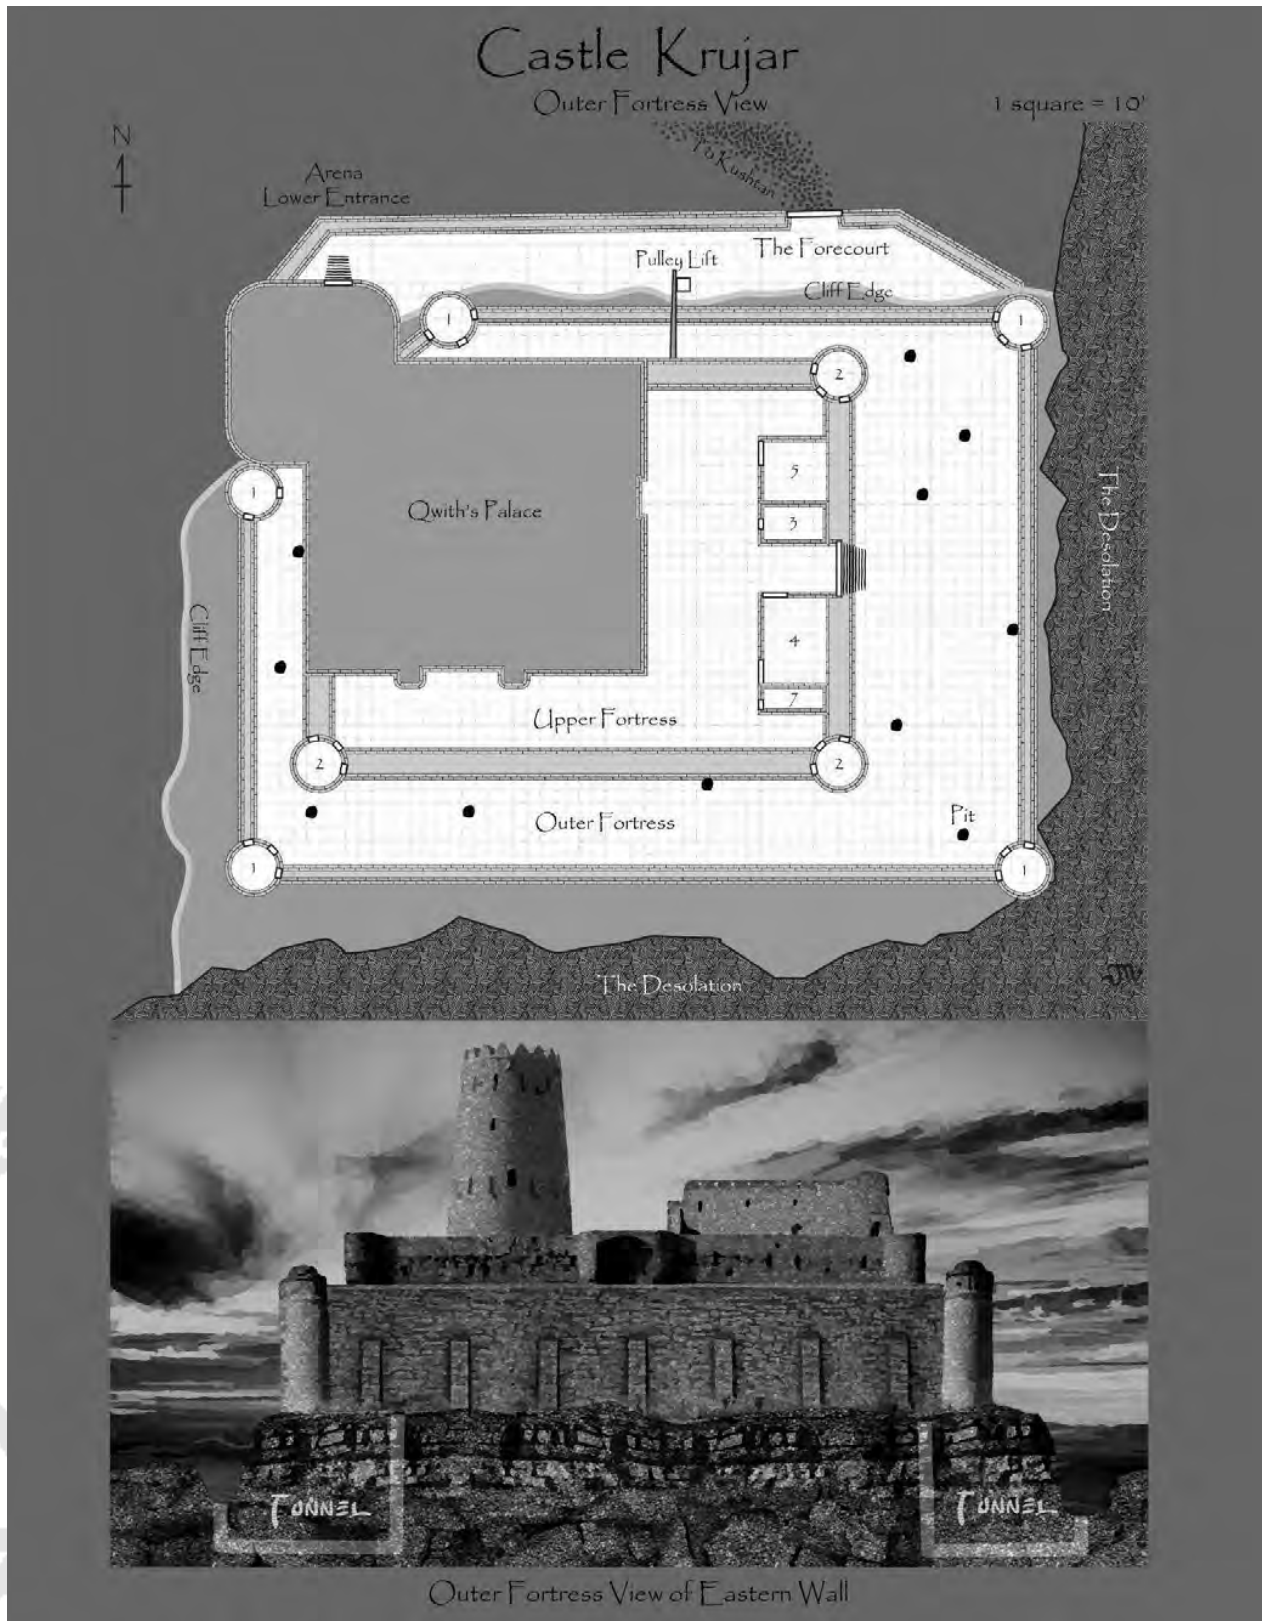 Castle Krujar
Outer Fortress View
1 square = 10'
N
To Kushtan
Arena
Lower Entrance
The Forecourt
Pulley Lift
Cliff Edge
1
1
2
5
The Desolation
1
3
Qwith's Palace
Cliff Edge
4
7
Upper Fortress
2
2
Outer Fortress
Pit
1
1
The Desolation
TUNNEL
TUNNEL
Outer Fortress View of Eastern Wall